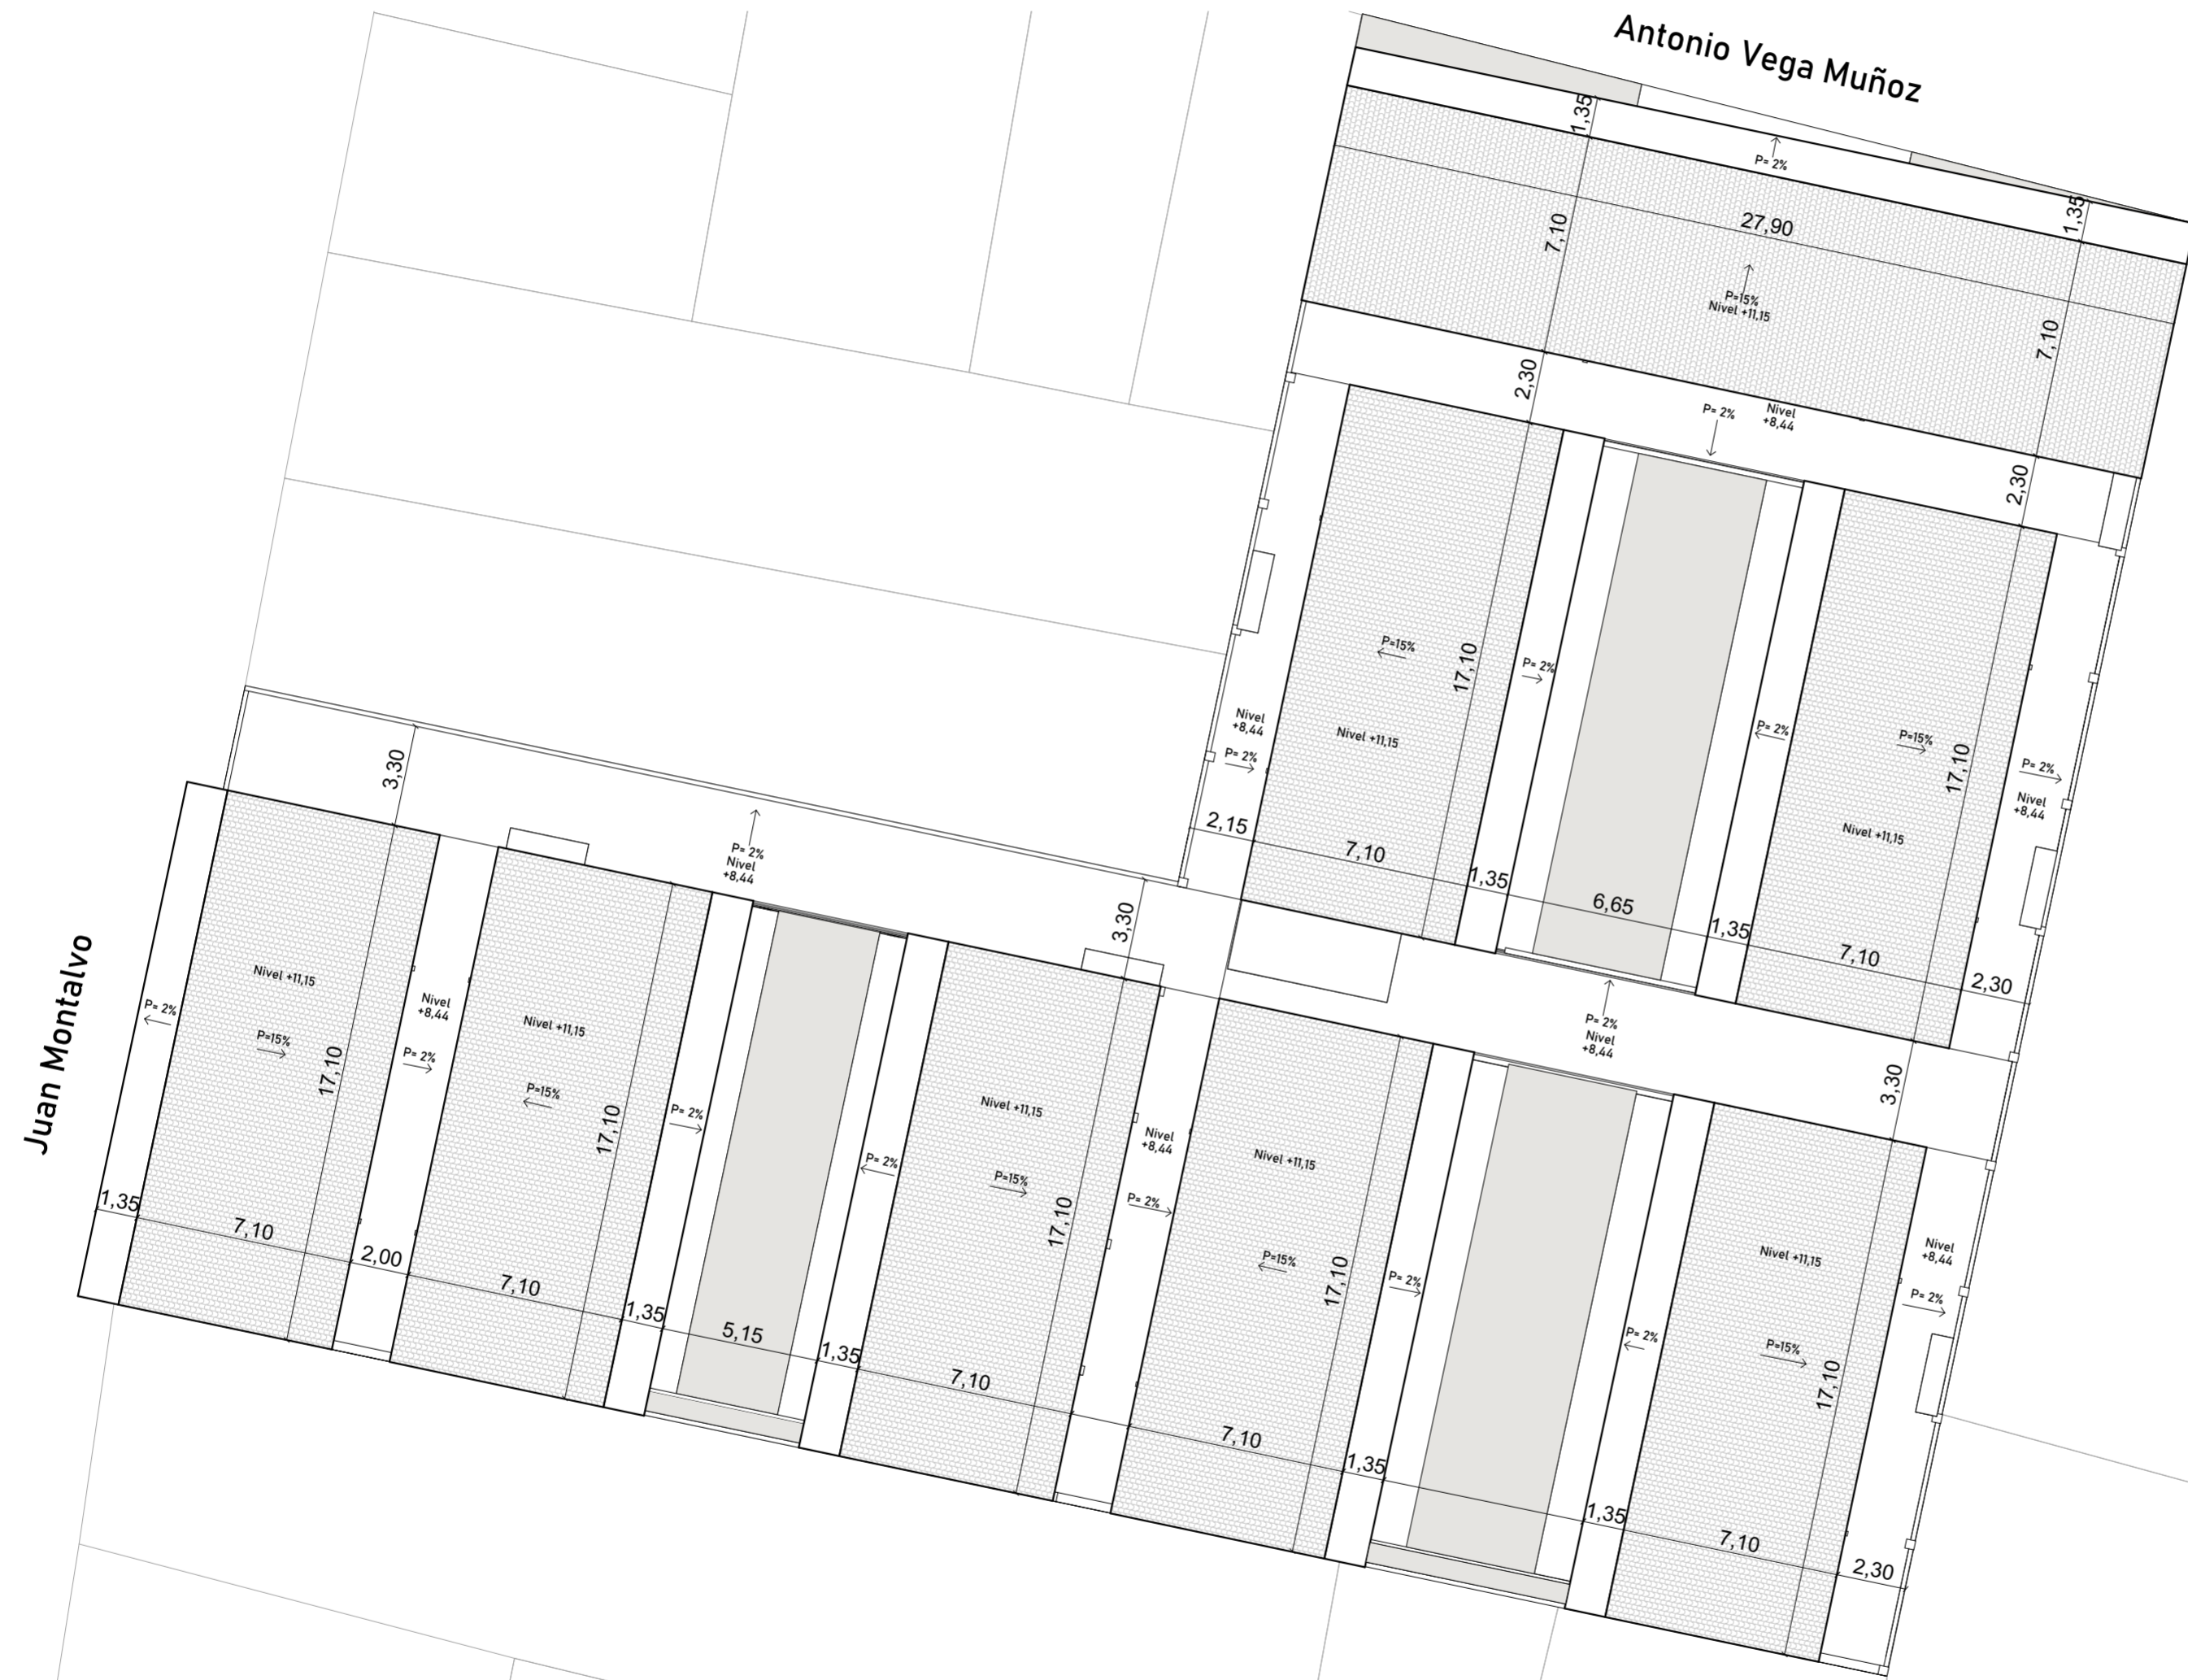 Antonio Vega Muñoz
1,35
P= 2%
1,35
27,90
7,10
P=15%
Nivel +11,15
7,10
2,30
P= 2%
Nivel
+8,44
2,30
P=15%
17,10
P= 2%
Nivel +11,15
Nivel
+8,44
P= 2%
P= 2%
P=15%
17,10
Nivel +11,15
P= 2%
Nivel
+8,44
2,15
7,10
1,35
6,65
1,35
7,10
2,30
3,30
P= 2%
Nivel
+8,44
3,30
P= 2%
Nivel
+8,44
3,30
Juan Montalvo
P= 2%
Nivel +11,15
P=15%
17,10
Nivel
+8,44
P= 2%
Nivel +11,15
P=15%
17,10
P= 2%
P= 2%
Nivel +11,15
P=15%
17,10
Nivel
+8,44
P= 2%
Nivel +11,15
P=15%
17,10
P= 2%
P= 2%
Nivel +11,15
P=15%
17,10
Nivel
+8,44
P= 2%
1,35
7,10
2,00
7,10
1,35
5,15
1,35
7,10
7,10
1,35
1,35
7,10
2,30